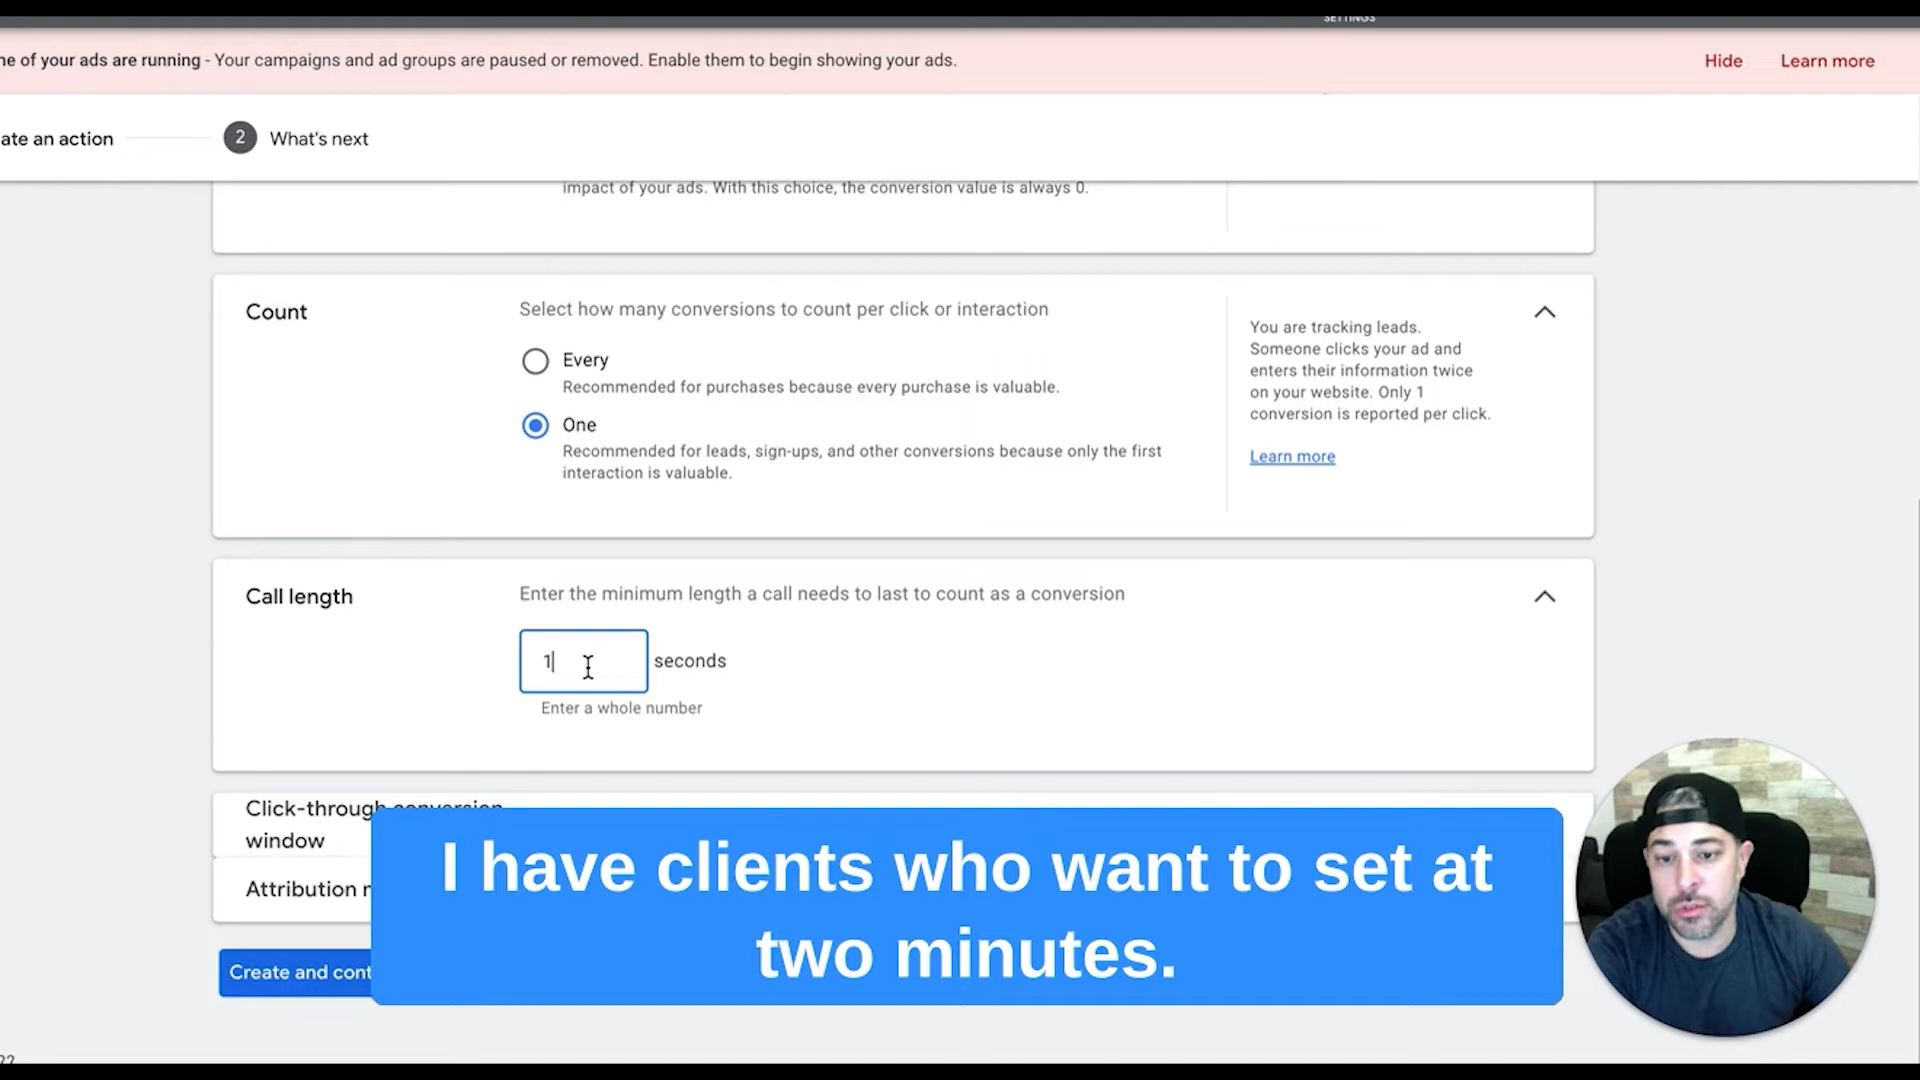 SETTINGS
ne of your ads are running - Your campaigns and ad groups are paused or removed. Enable them to begin showing your ads.
Hide
Learn more
ate an action
2
What's next
impact of your ads. With this choice, the conversion value is always 0.
Count
Select how many conversions to count per click or interaction
Every
Recommended for purchases because every purchase is valuable.
One
Recommended for leads, sign-ups, and other conversions because only the first
interaction is valuable.
You are tracking leads.
Someone clicks your ad and
enters their information twice
on your website. Only 1
conversion is reported per click.
Learn more
Call length
Enter the minimum length a call needs to last to count as a conversion
1
seconds
Enter a whole number
Click-through conversion
window
Attribution
Create and cont
I have clients who want to set at
two minutes.